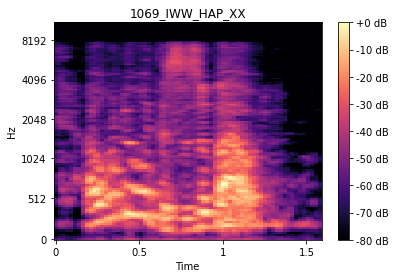 1069_IWW_HAP_XX
8192
4096
2048
1024
512
0
Hz
0
0.5
1
1.5
Time
+0 dB
-10 dB
-20 dB
-30 dB
-40 dB
-50 dB
-60 dB
-70 dB
-80 dB